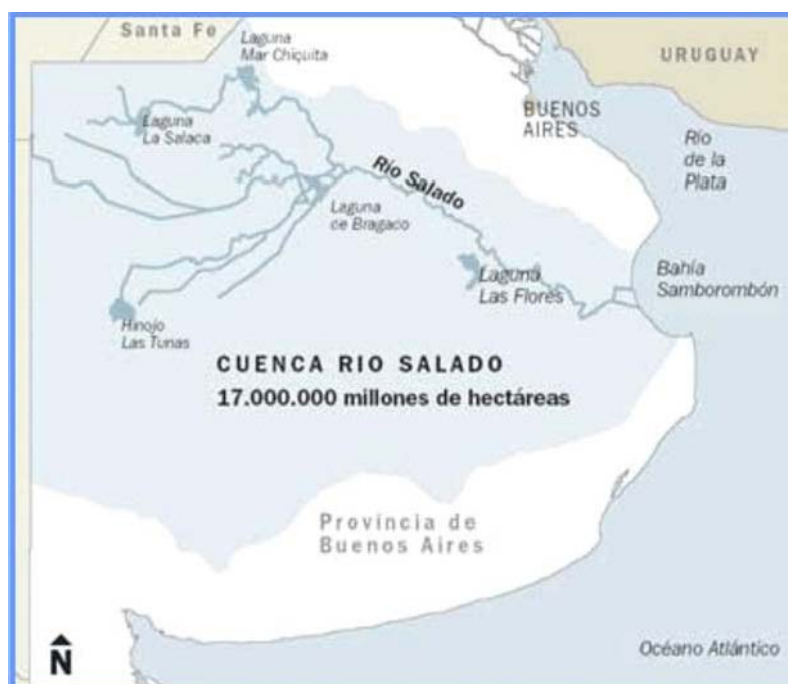 Santa Fe
Laguna
Mar Chiquita
URUGUAY
Laguna
La Salaca
BUENOS
AIRES
Río
de la
Plata
Río Salado
Laguna
de Bragaco
Laguna
Las Flores
Bahía
Samborombón
Hinojo
Las Tunas
CUENCA RIO SALADO
17.000.000 millones de hectáreas
Província de
Buenos Aires
N
Océano Atlántico